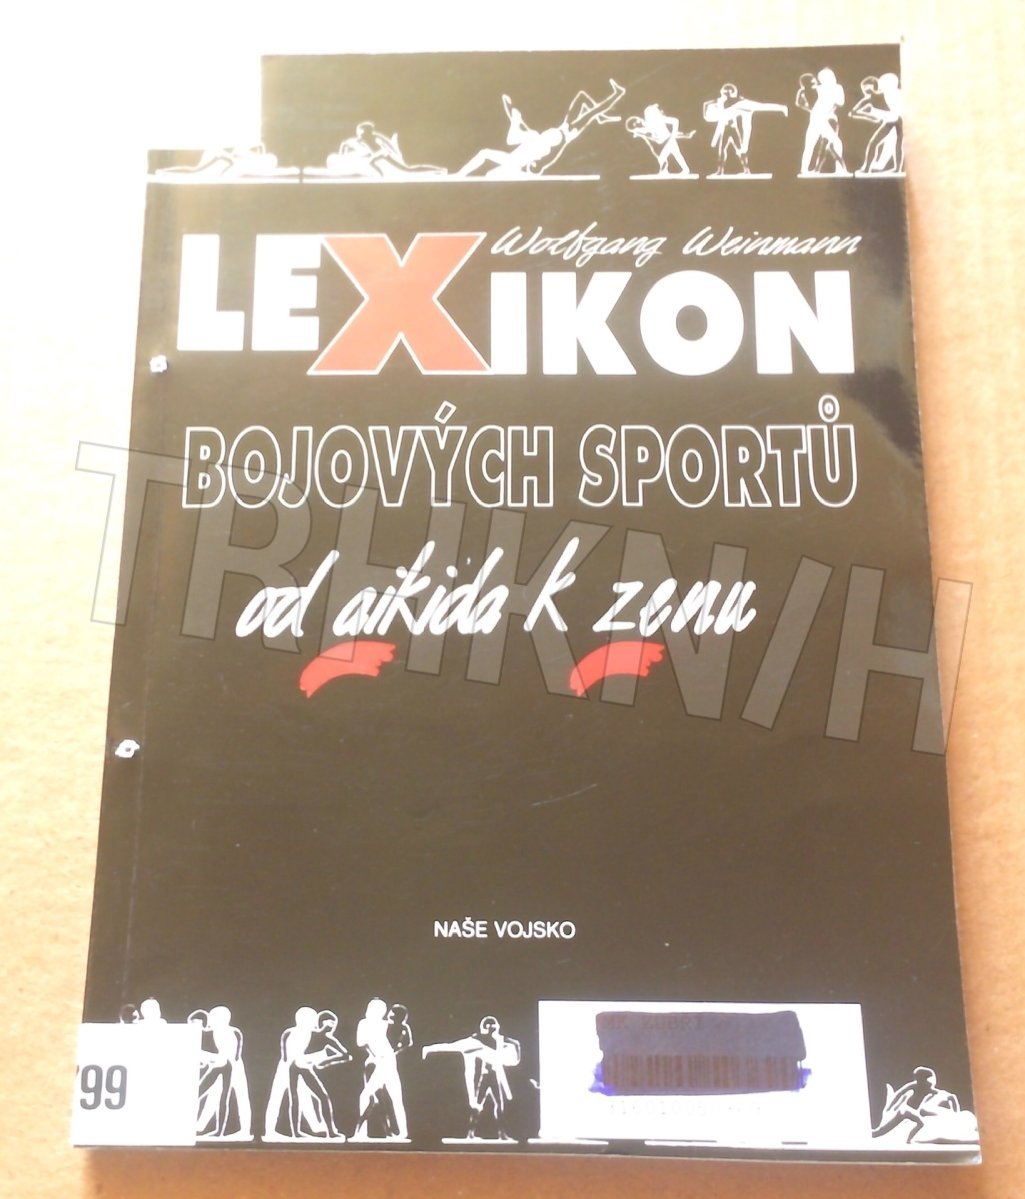 Wolfgang Weinmann
LEXIKON
BOJOVÝCH SPORTŮ
od aikida k zenu
TRHKNIH
NAŠE VOJSKO
'99